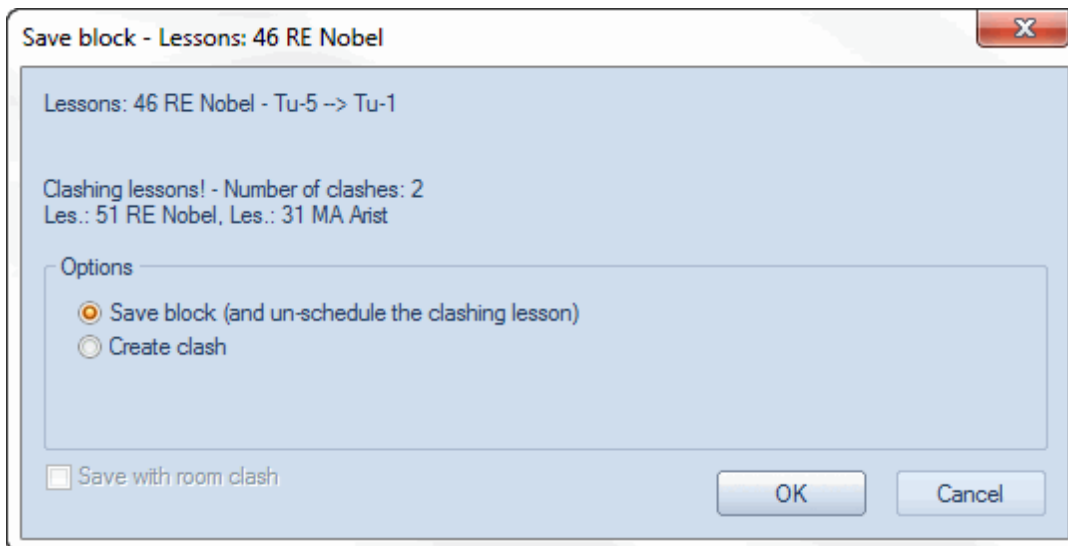 Save block - Lessons: 46 RE Nobel
Lessons: 46 RE Nobel - Tu-5 --> Tu-1
Clashing lessons! - Number of clashes: 2
Les.: 51 RE Nobel, Les.: 31 MA Arist
Options
Save block (and un-schedule the clashing lesson)
Create clash
Save with room clash
OK
Cancel